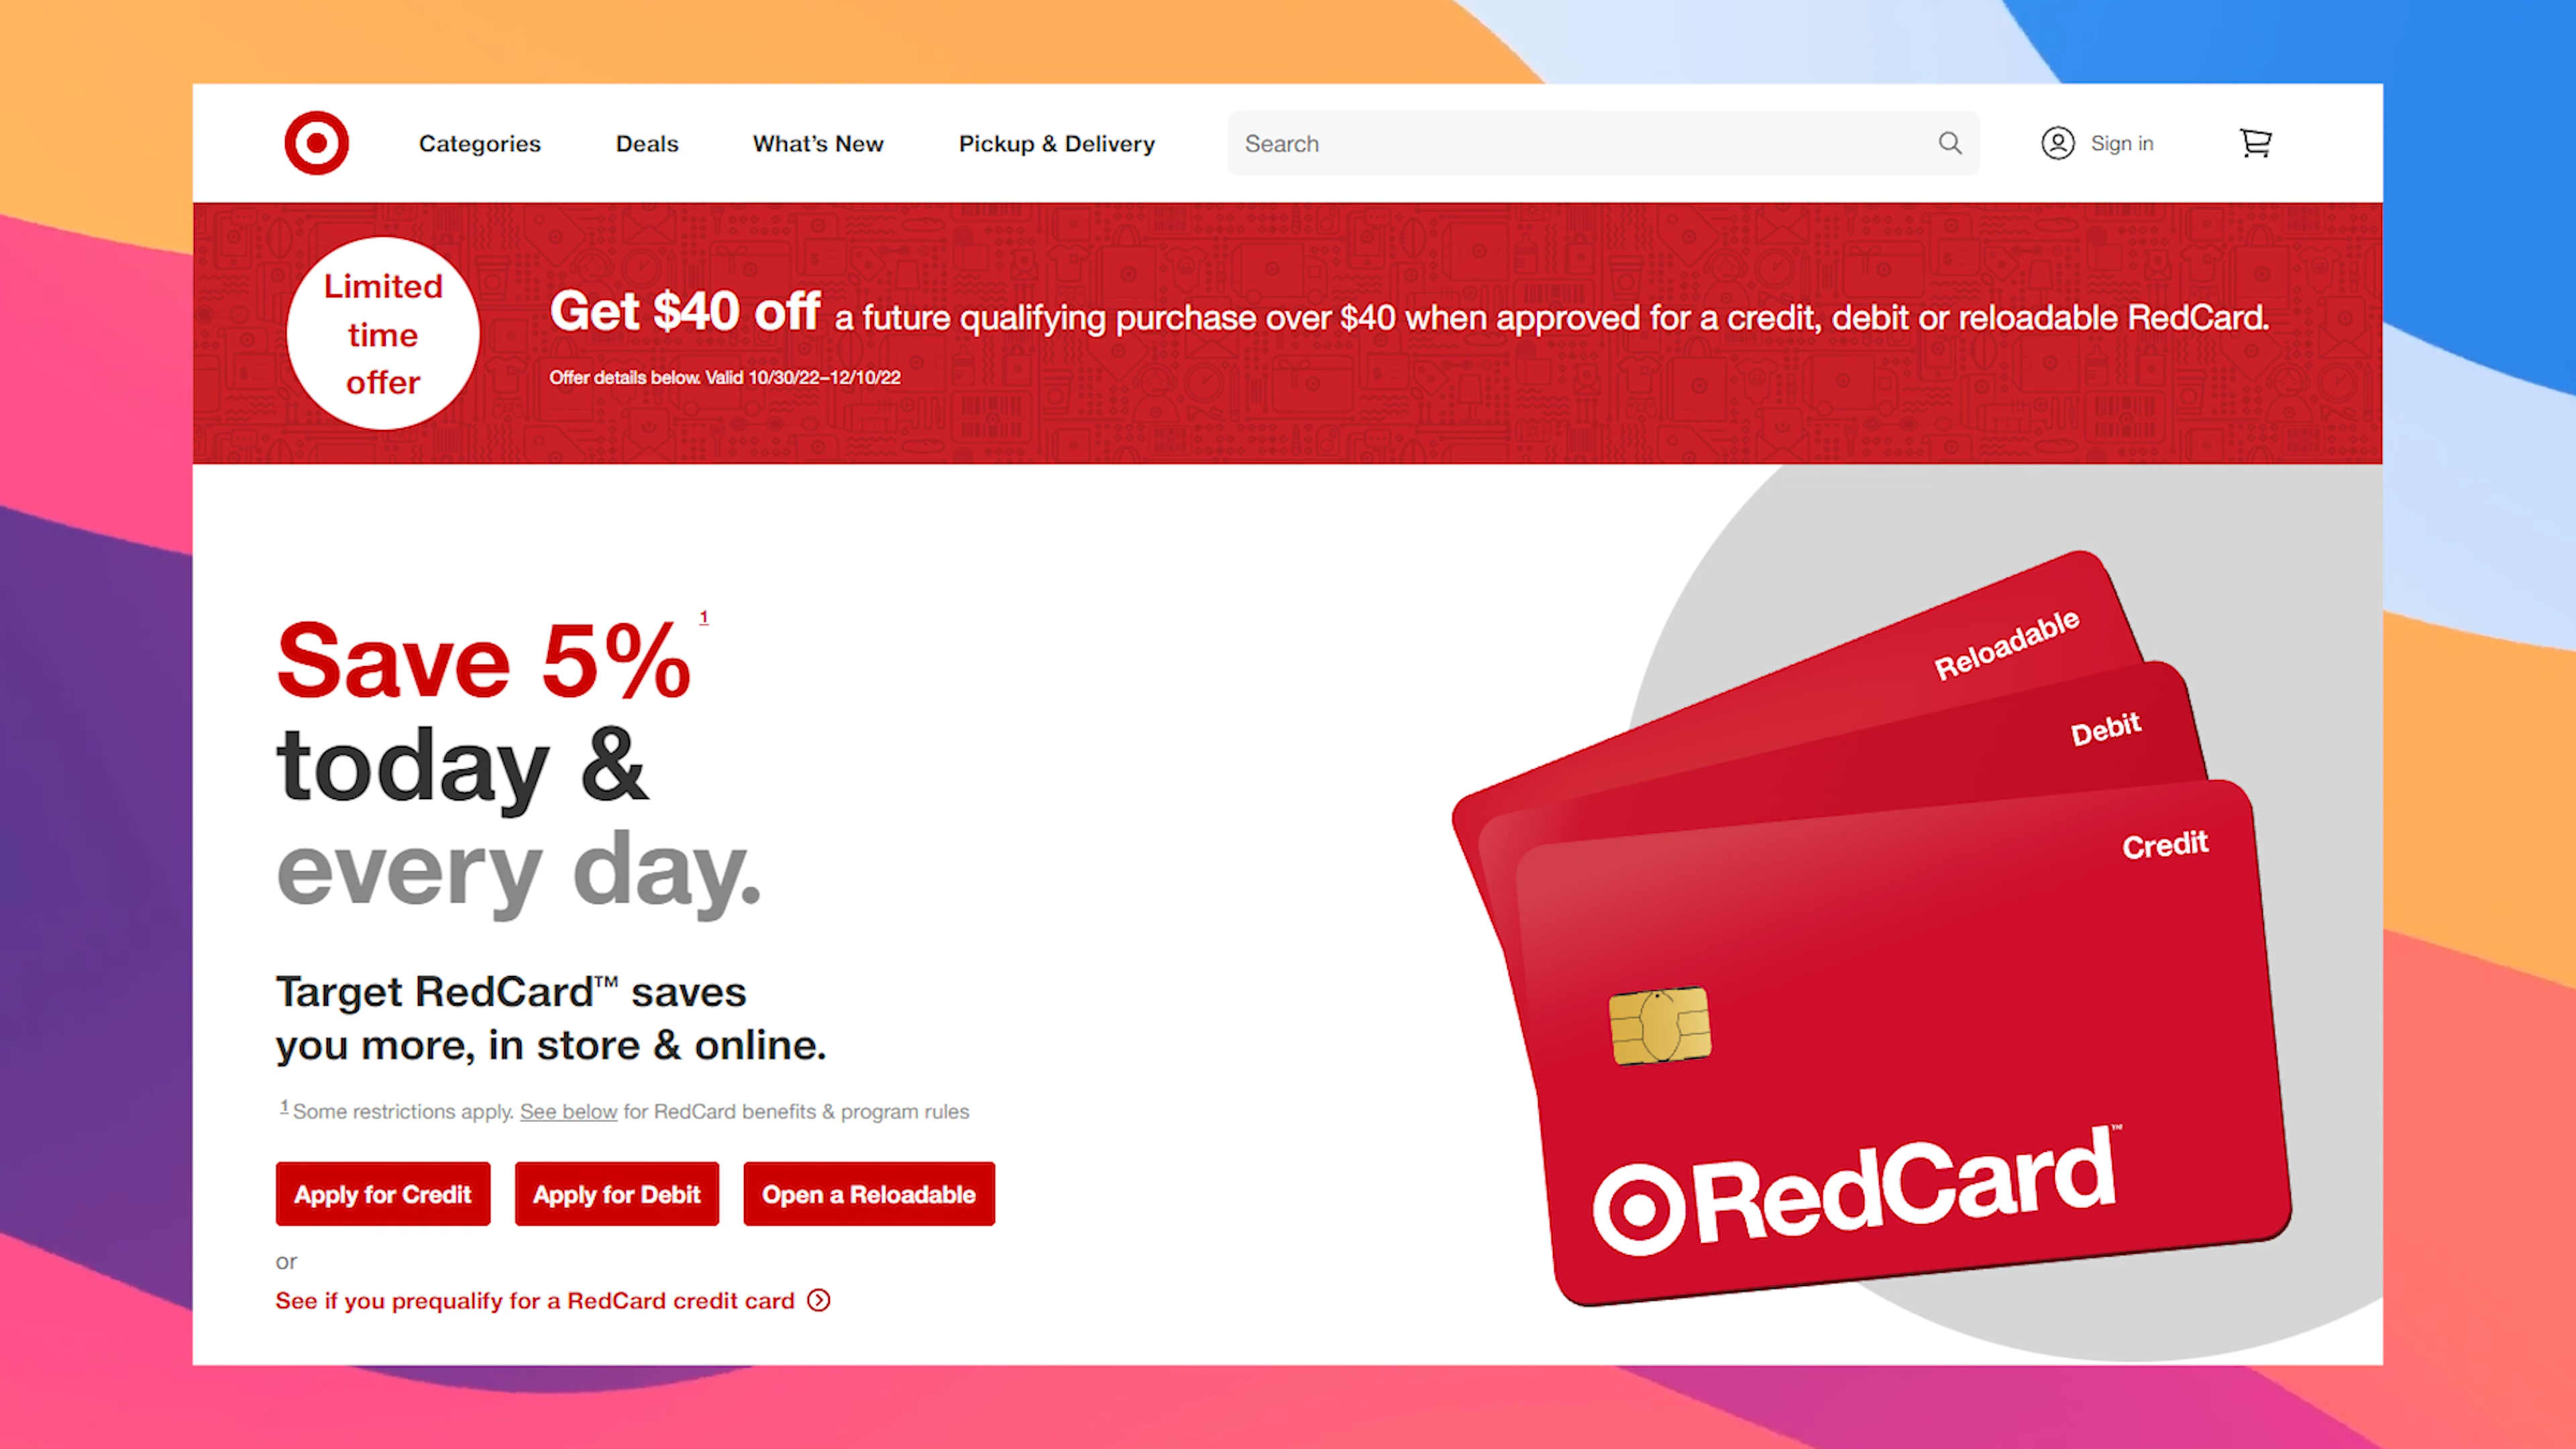 Categories
Deals
What's New
Pickup & Delivery
Search
Sign in
Limited
time
offer
Get $40 off a future qualifying purchase over $40 when approved for a credit, debit or reloadable RedCard.
Offer details below. Valid 10/30/22–12/10/22
Save 5% 1
today &
every day.
Target RedCard™ saves
you more, in store & online.
1 Some restrictions apply. See below for RedCard benefits & program rules
Apply for Credit
Apply for Debit
Open a Reloadable
or
See if you prequalify for a RedCard credit card
Reloadable
Debit
Credit
RedCard™